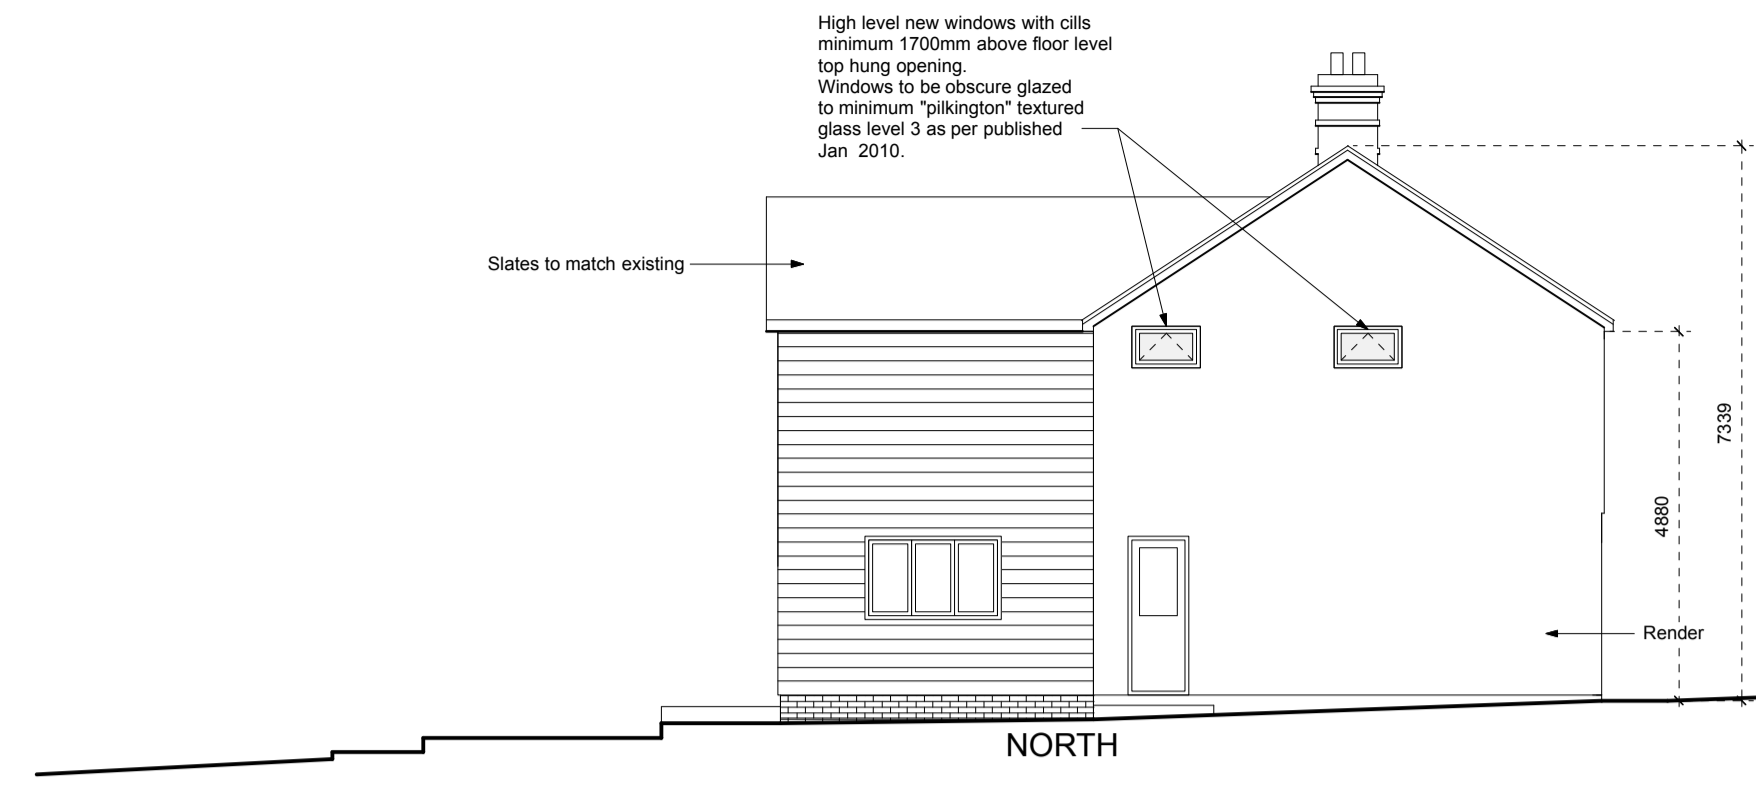 High level new windows with cills
minimum 1700mm above floor level
top hung opening.
Windows to be obscure glazed
to minimum "pilkington" textured
glass level 3 as per published
Jan  2010.
Slates to match existing
7339
4880
Render
NORTH